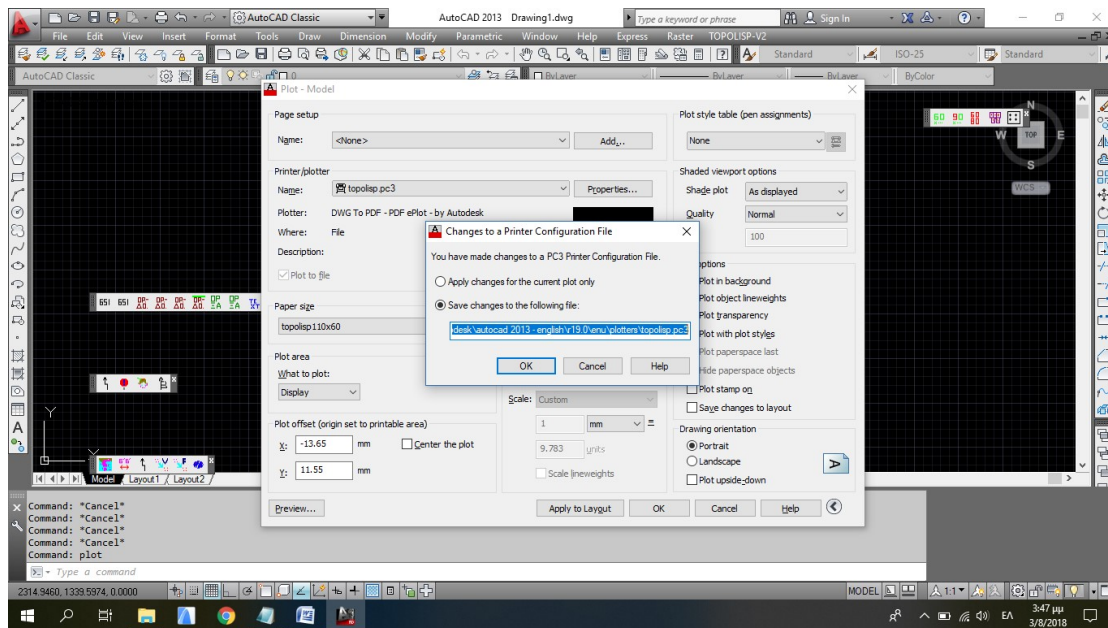 AutoCAD Classic
AutoCAD 2013 Drawing1.dwg
Type a keyword or phrase
Sign In
File Edit View Insert Format Tools Draw Dimension Modify Parametric Window Help Express Raster TOPOLISP-V2
Standard
ISO-25
Standard
AutoCAD Classic
0
ByLayer
ByLayer
ByLayer
ByColor
Plot - Model
Page setup
Name: <None> Add...
Printer/plotter
Name: topolisp.pc3 Properties...
Plotter: DWG To PDF - PDF ePlot - by Autodesk
Where: File
Description:
Plot to file
Paper size
topolisp110x60
Plot area
What to plot:
Display
Plot offset (origin set to printable area)
X: -13.65 mm Center the plot
Y: 11.55 mm
Scale: Custom
1 mm =
9.783 units
Scale lineweights
Plot style table (pen assignments)
None
Shaded viewport options
Shade plot As displayed
Quality Normal
100
options
Plot in background
Plot object lineweights
Plot transparency
Plot with plot styles
Plot paperspace last
Hide paperspace objects
Plot stamp on
Save changes to layout
Drawing orientation
Portrait
Landscape
Plot upside-down
A
Preview... Apply to Layout OK Cancel Help
Changes to a Printer Configuration File
You have made changes to a PC3 Printer Configuration File.
Apply changes for the current plot only
Save changes to the following file:
desk\autocad 2013 - english\r19.0\enu\plotters\topolisp.pc3
OK Cancel Help
N
W TOP E
S
WCS
651 651
Y
X
Model Layout1 Layout2
Command: *Cancel*
Command: *Cancel*
Command: *Cancel*
Command: *Cancel*
Command: plot
Type a command
2314.9460, 1339.5974, 0.0000
MODEL
1:1
ΕΛ
3:47 μμ
3/8/2018